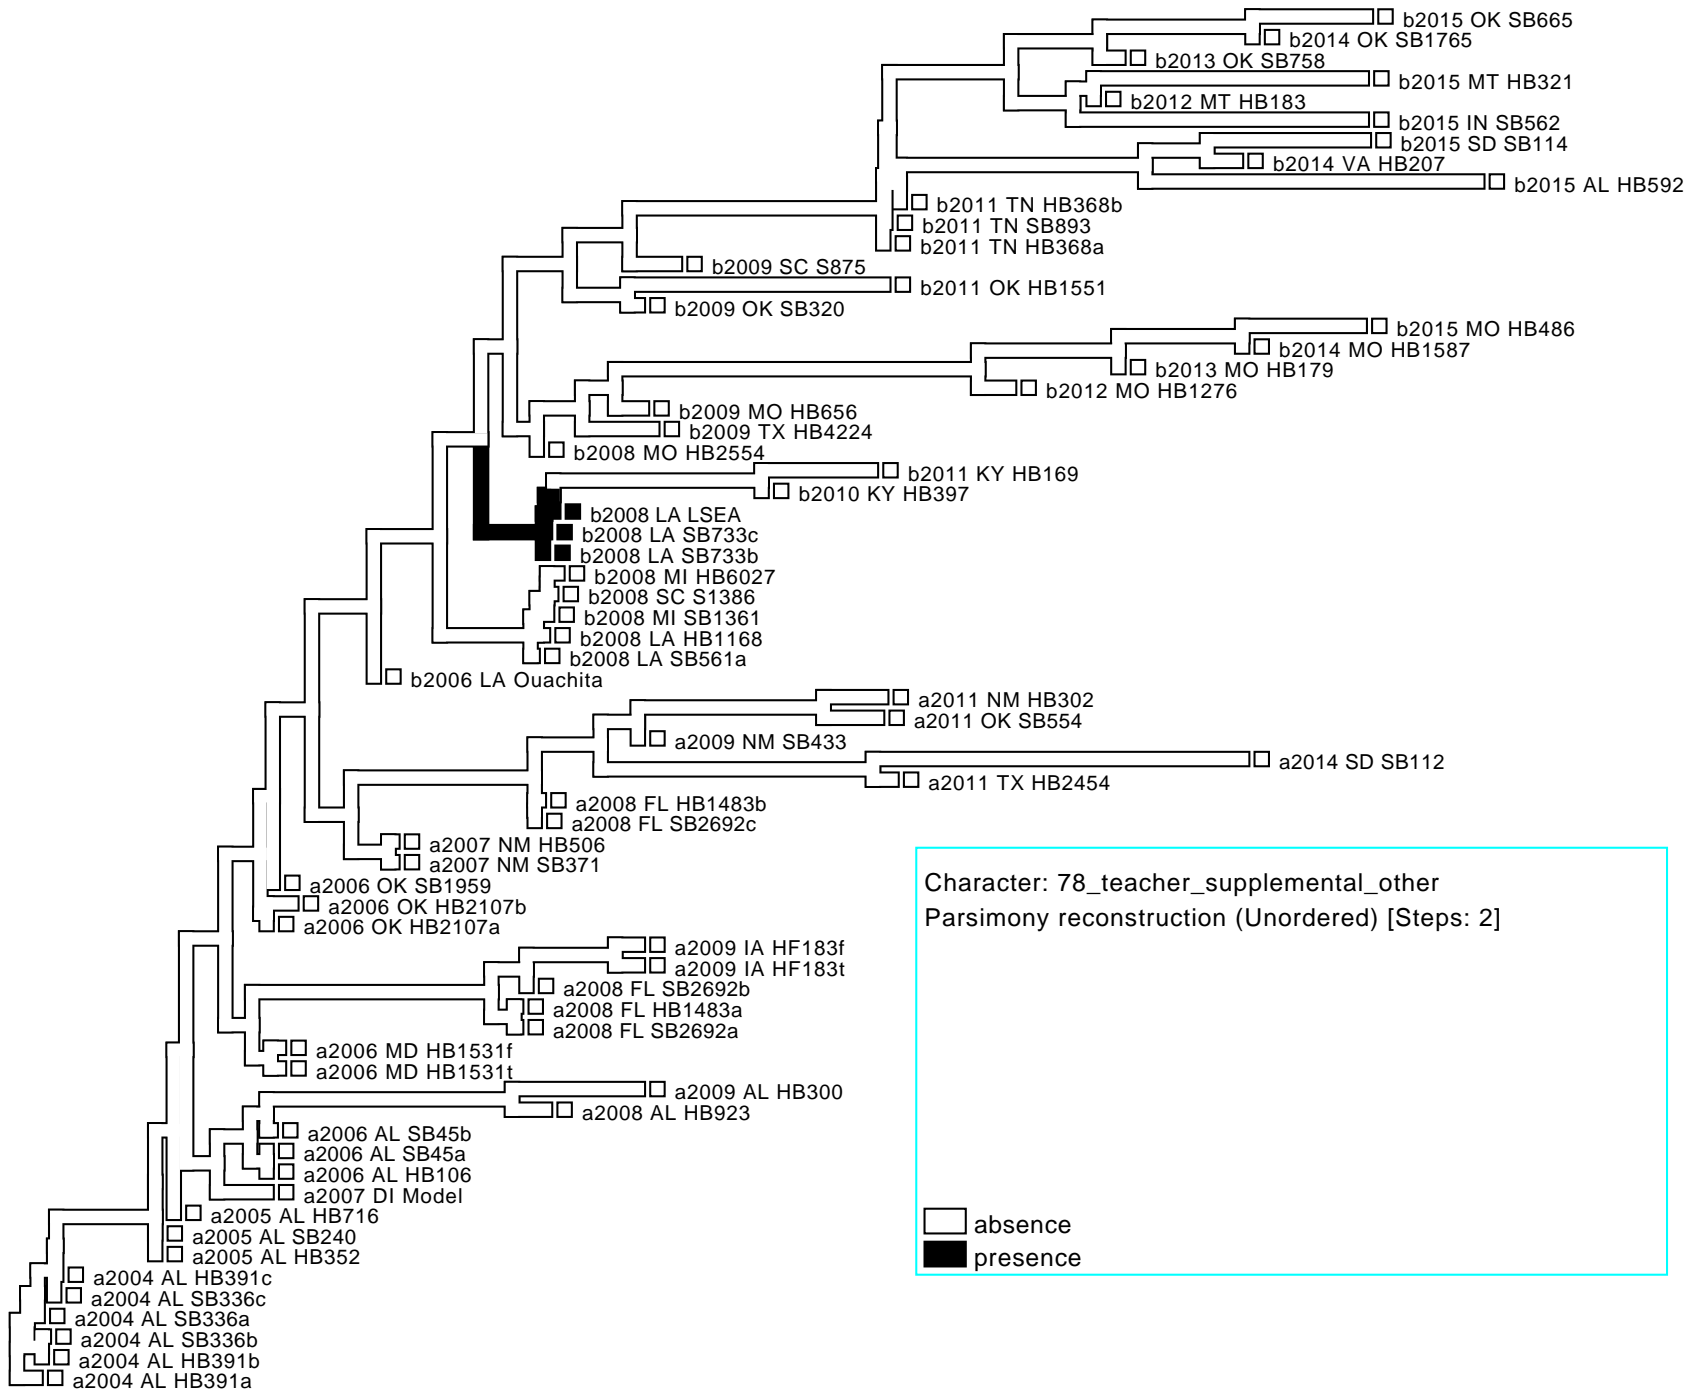 b2015 OK SB665
b2014 OK SB1765
b2013 OK SB758
b2015 MT HB321
b2012 MT HB183
b2015 IN SB562
b2015 SD SB114
b2014 VA HB207
b2015 AL HB592
b2011 TN HB368b
b2011 TN SB893
b2011 TN HB368a
b2009 SC S875
b2011 OK HB1551
b2009 OK SB320
b2015 MO HB486
b2014 MO HB1587
b2013 MO HB179
b2012 MO HB1276
b2009 MO HB656
b2009 TX HB4224
b2008 MO HB2554
b2011 KY HB169
b2010 KY HB397
b2008 LA LSEA
b2008 LA SB733c
b2008 LA SB733b
b2008 MI HB6027
b2008 SC S1386
b2008 MI SB1361
b2008 LA HB1168
b2008 LA SB561a
b2006 LA Ouachita
a2011 NM HB302
a2011 OK SB554
a2009 NM SB433
a2014 SD SB112
a2011 TX HB2454
a2008 FL HB1483b
a2008 FL SB2692c
a2007 NM HB506
a2007 NM SB371
a2006 OK SB1959
a2006 OK HB2107b
a2006 OK HB2107a
a2009 IA HF183f
a2009 IA HF183t
a2008 FL SB2692b
a2008 FL HB1483a
a2008 FL SB2692a
a2006 MD HB1531f
a2006 MD HB1531t
a2009 AL HB300
a2008 AL HB923
a2006 AL SB45b
a2006 AL SB45a
a2006 AL HB106
a2007 DI Model
a2005 AL HB716
a2005 AL SB240
a2005 AL HB352
a2004 AL HB391c
a2004 AL SB336c
a2004 AL SB336a
a2004 AL SB336b
a2004 AL HB391b
a2004 AL HB391a
Character: 78_teacher_supplemental_other
Parsimony reconstruction (Unordered) [Steps: 2]
absence
presence